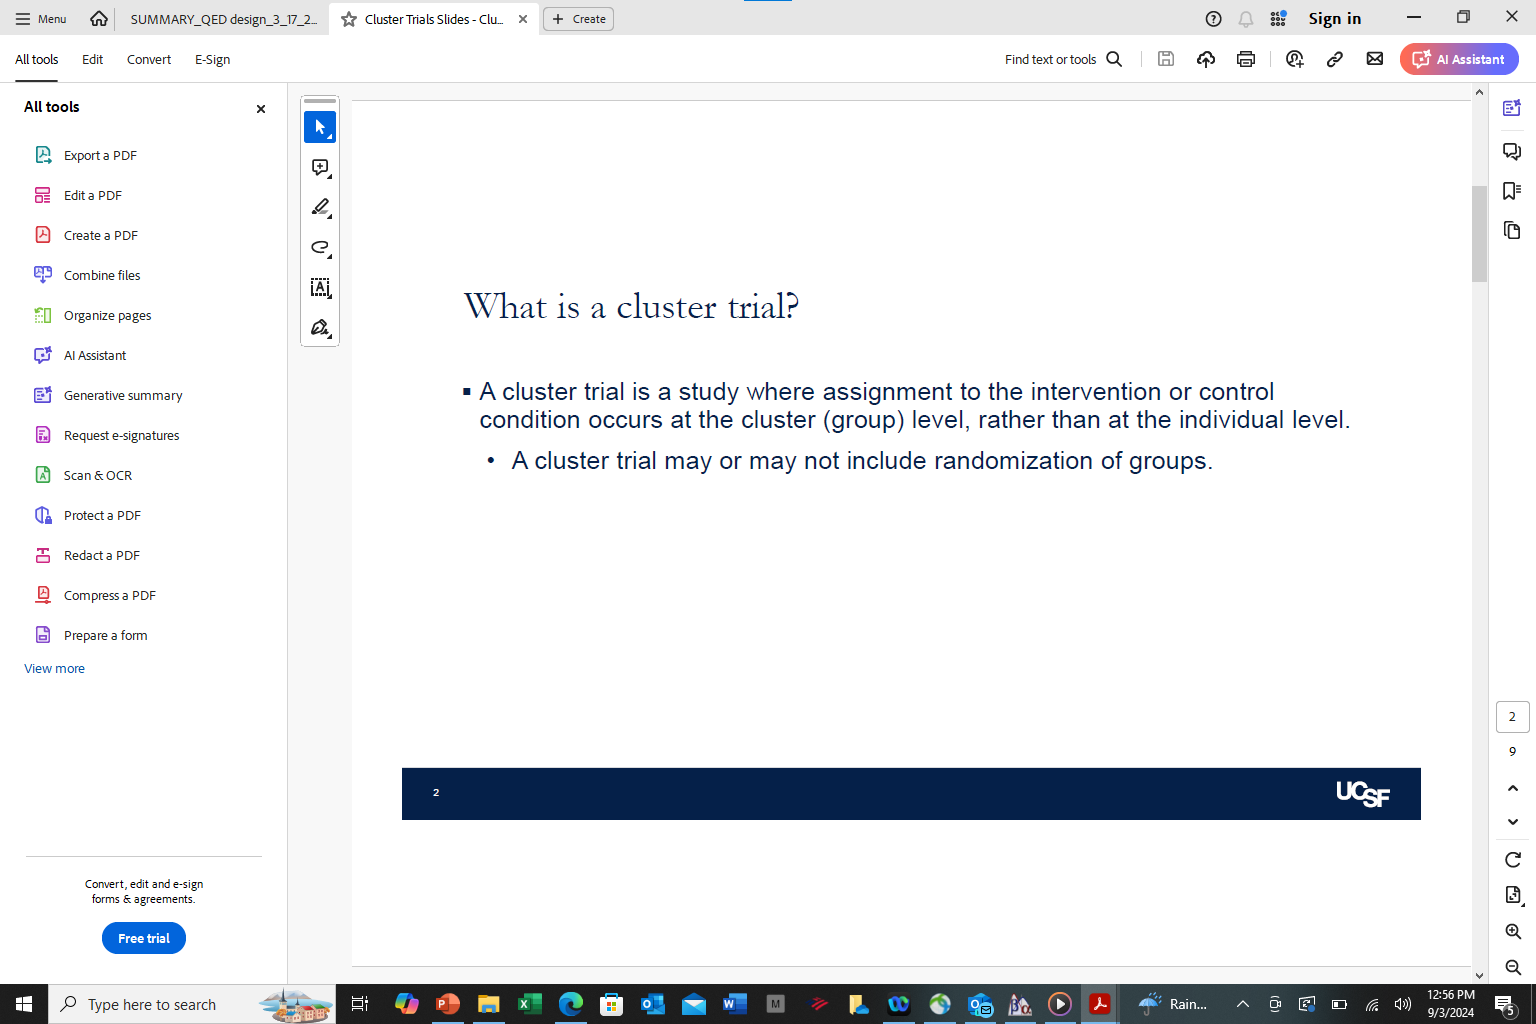 Menu
SUMMARY_QED design_3_17_2...
Cluster Trials Slides - Clu...
Create
Sign in
All tools
Edit
Convert
E-Sign
Find text or tools
AI Assistant
All tools
Export a PDF
Edit a PDF
Create a PDF
Combine files
Organize pages
AI Assistant
Generative summary
Request e-signatures
Scan & OCR
Protect a PDF
Redact a PDF
Compress a PDF
Prepare a form
View more
Convert, edit and e-sign
forms & agreements.
Free trial
What is a cluster trial?
▪ A cluster trial is a study where assignment to the intervention or control
condition occurs at the cluster (group) level, rather than at the individual level.
• A cluster trial may or may not include randomization of groups.
2
UCSF
2
9
Type here to search
Rain...
12:56 PM
9/3/2024
5